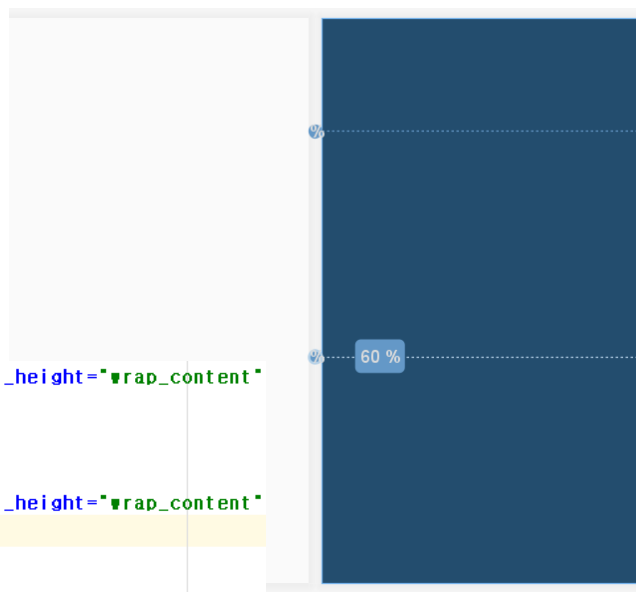 %
% 60 %
_height="wrap_content"
_height="wrap_content"